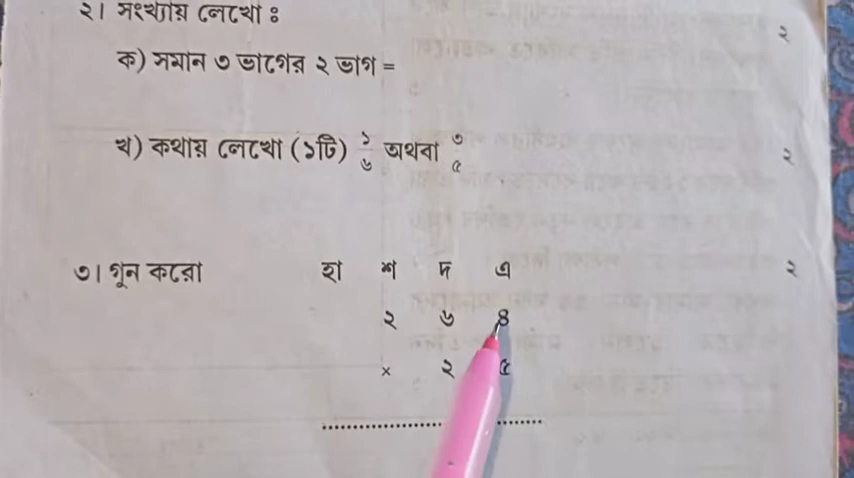 ২। সংখ্যায় লেখো ঃ ২
ক) সমান ৩ ভাগের ২ ভাগ =
খ) কথায় লেখো (১টি) ১/৬ অথবা ৩/৫ ২
৩। গূন করো হা শ দ এ ২
২ ৬ ৪
× ২ ৫